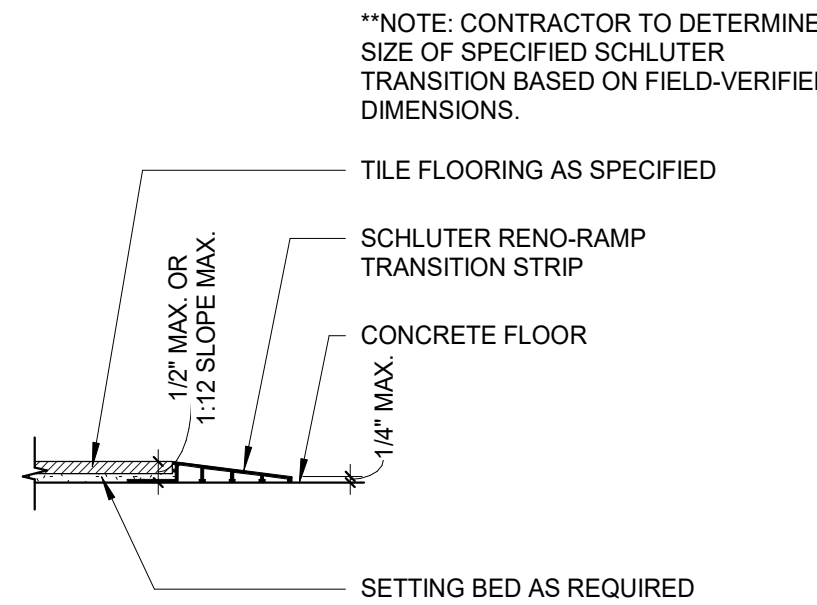 **NOTE: CONTRACTOR TO DETERMINE
SIZE OF SPECIFIED SCHLUTER
TRANSITION BASED ON FIELD-VERIFIED
DIMENSIONS.
TILE FLOORING AS SPECIFIED
SCHLUTER RENO-RAMP
TRANSITION STRIP
1/2" MAX. OR
1:12 SLOPE MAX.
CONCRETE FLOOR
1/4" MAX.
SETTING BED AS REQUIRED